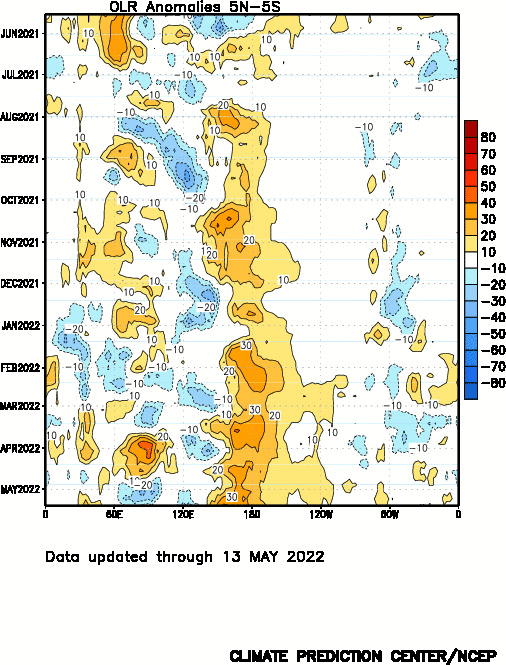 OLR Anomalies 5N-5S
JUN2021
JUL2021
AUG2021
SEP2021
OCT2021
NOV2021
DEC2021
JAN2022
FEB2022
MAR2022
APR2022
MAY2022
0 60E 120E 180 120W 60W 0
80
70
60
50
40
30
20
10
-10
-20
-30
-40
-50
-60
-70
-80
Data updated through 13 MAY 2022
CLIMATE PREDICTION CENTER/NCEP